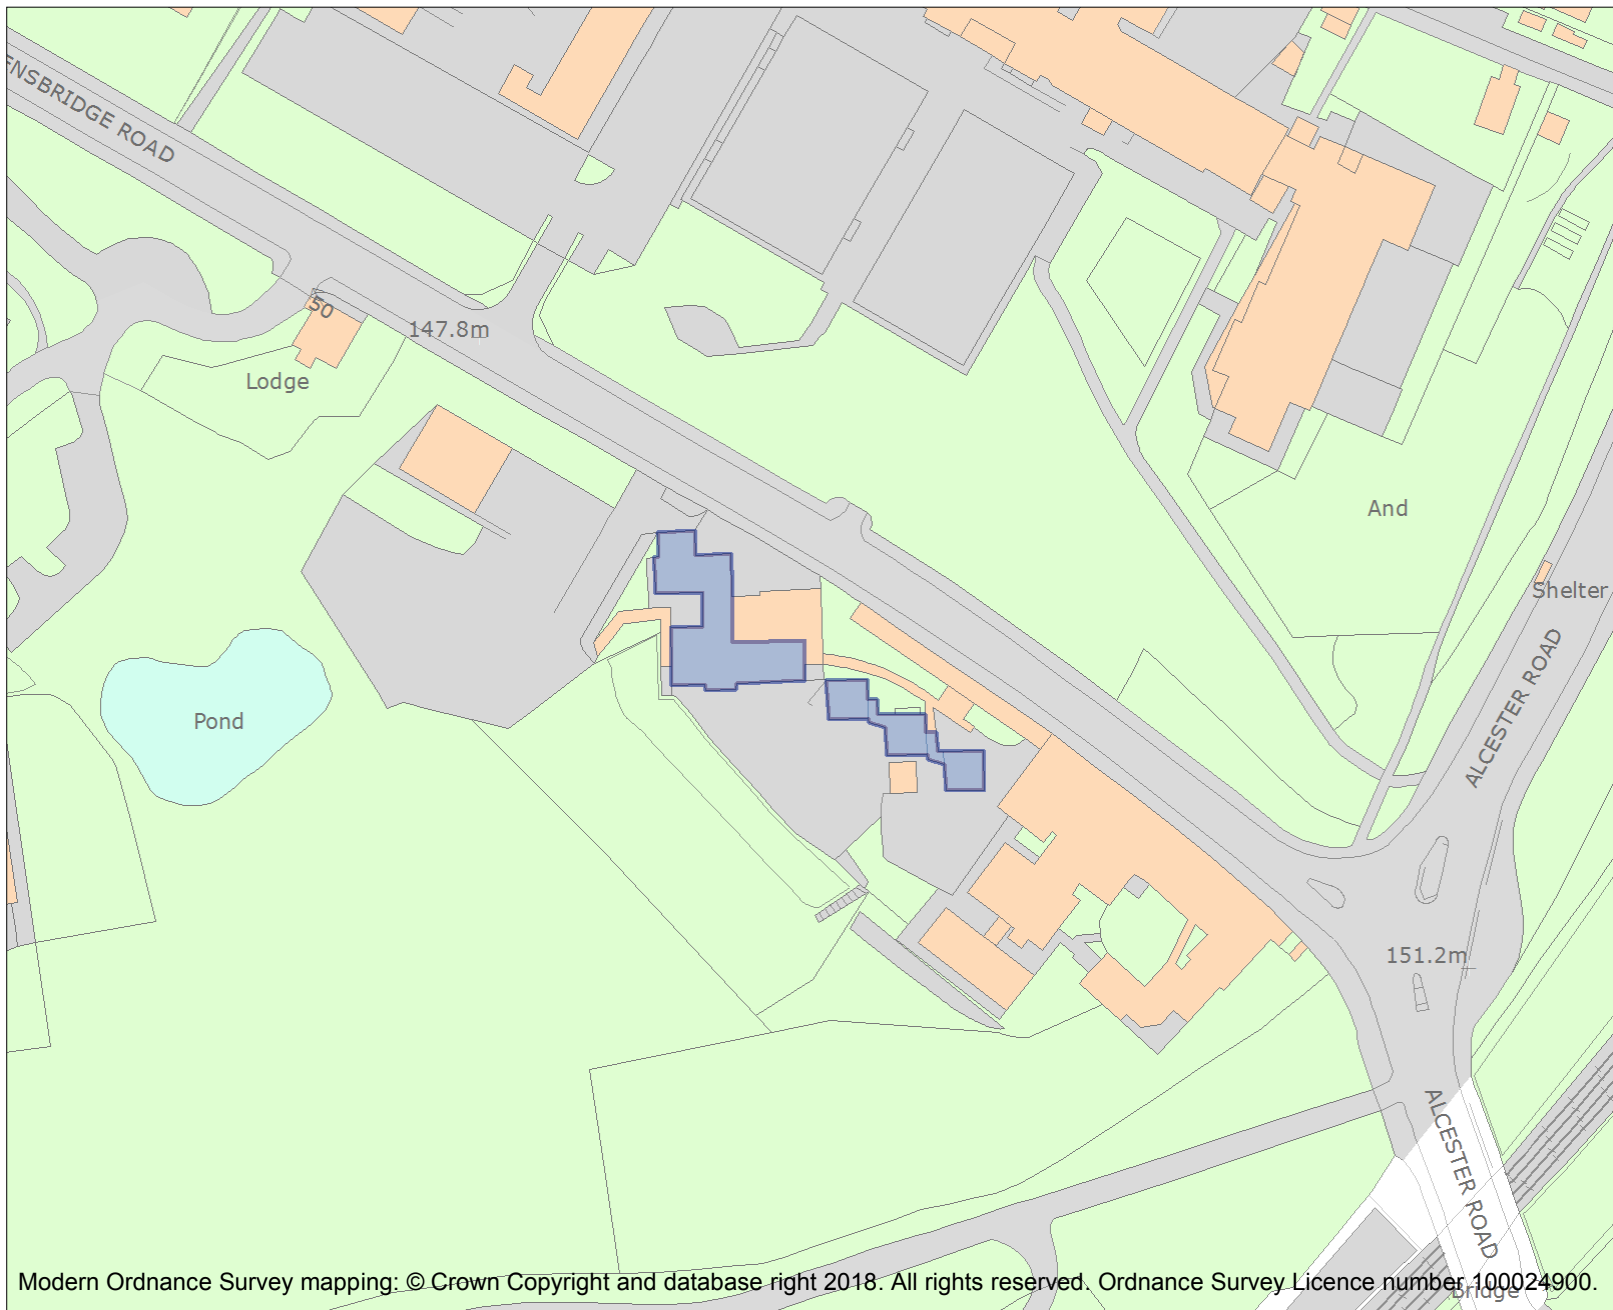 ENSBRIDGE ROAD
50
147.8m
Lodge
And
Shelter
ALCESTER ROAD
Pond
151.2m
ALCESTER ROAD
Modern Ordnance Survey mapping: © Crown Copyright and database right 2018. All rights reserved. Ordnance Survey Licence number 100024900.
Bridge